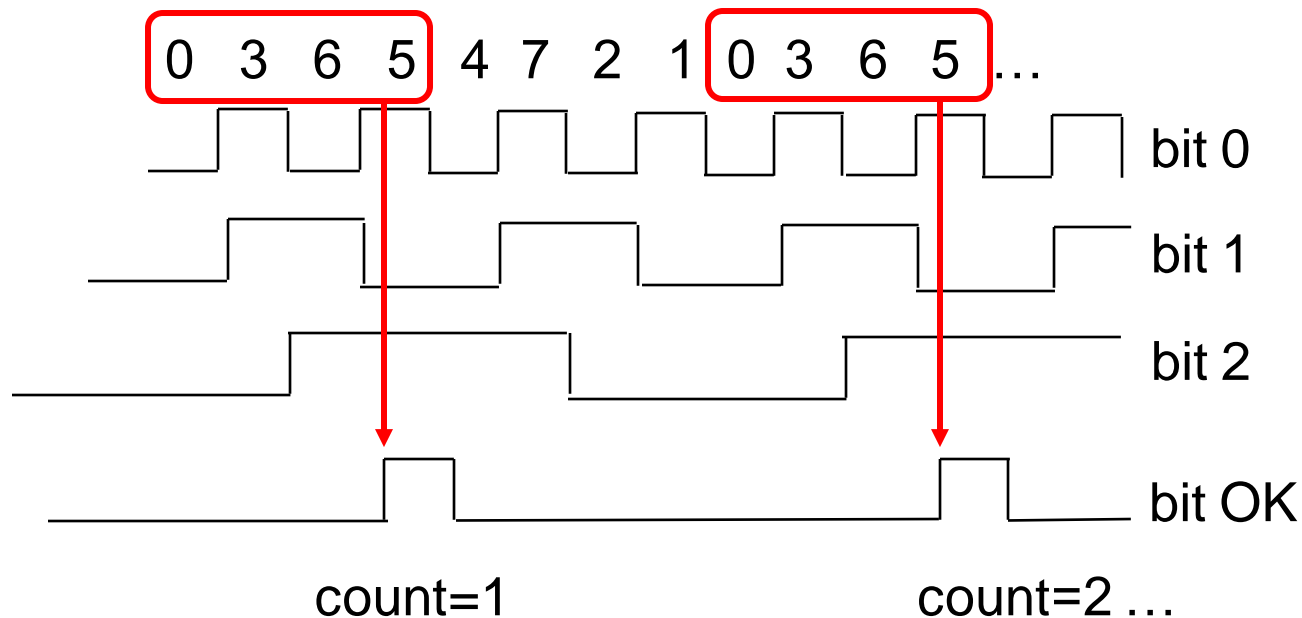 0 3 6 5 4 7 2 1 0 3 6 5 ...
bit 0
bit 1
bit 2
bit OK
count=1 count=2 ...